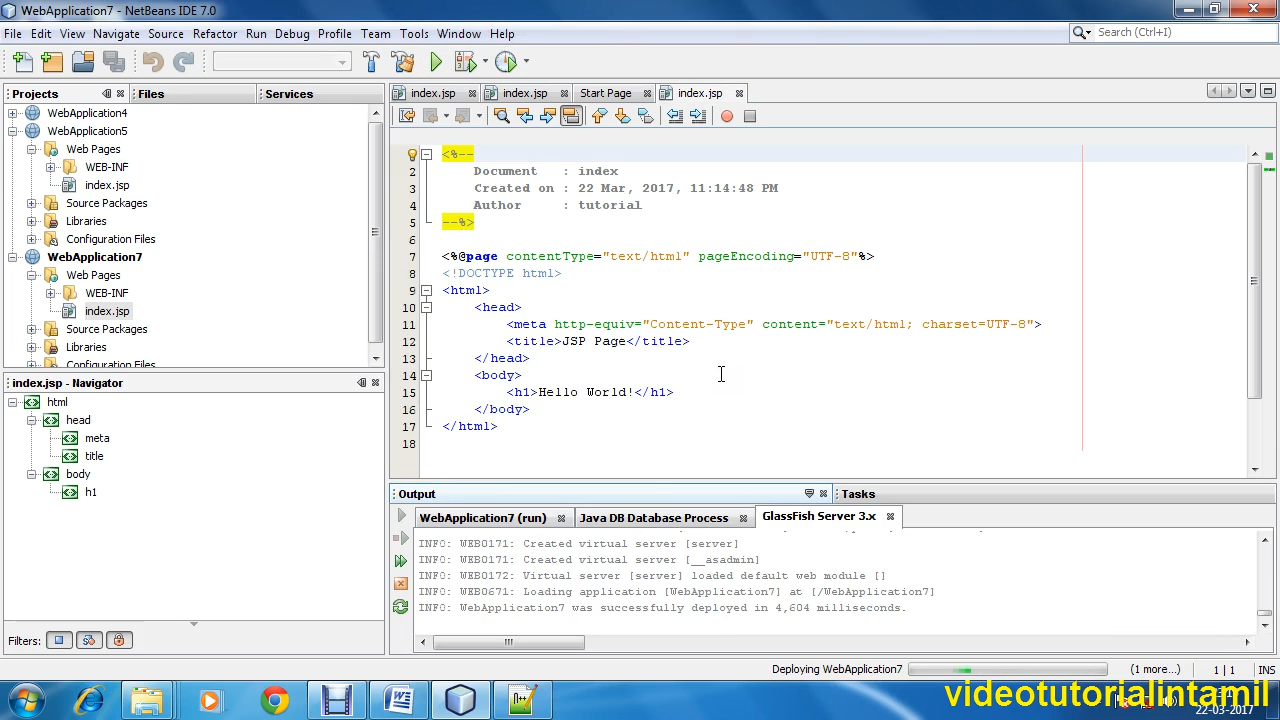 WebApplication7 - NetBeans IDE 7.0
File Edit View Navigate Source Refactor Run Debug Profile Team Tools Window Help
Search (Ctrl+I)
Projects Files Services
WebApplication4
WebApplication5
Web Pages
WEB-INF
index.jsp
Source Packages
Libraries
Configuration Files
WebApplication7
Web Pages
WEB-INF
index.jsp
Source Packages
Libraries
Configuration Files
index.jsp - Navigator
html
head
meta
title
body
h1
Filters:
index.jsp index.jsp Start Page index.jsp
<%--
2 Document : index
3 Created on : 22 Mar, 2017, 11:14:48 PM
4 Author : tutorial
5 --%>
6
7 <%@page contentType="text/html" pageEncoding="UTF-8"%>
8 <!DOCTYPE html>
9 <html>
10 <head>
11 <meta http-equiv="Content-Type" content="text/html; charset=UTF-8">
12 <title>JSP Page</title>
13 </head>
14 <body>
15 <h1>Hello World!</h1>
16 </body>
17 </html>
18
Output Tasks
WebApplication7 (run) Java DB Database Process GlassFish Server 3.x
INFO: WEB0171: Created virtual server [server]
INFO: WEB0171: Created virtual server [__asadmin]
INFO: WEB0172: Virtual server [server] loaded default web module []
INFO: WEB0671: Loading application [WebApplication7] at [/WebApplication7]
INFO: WebApplication7 was successfully deployed in 4,604 milliseconds.
Deploying WebApplication7 (1 more...) 1 | 1 INS
videotutorialintamil
22-03-2017